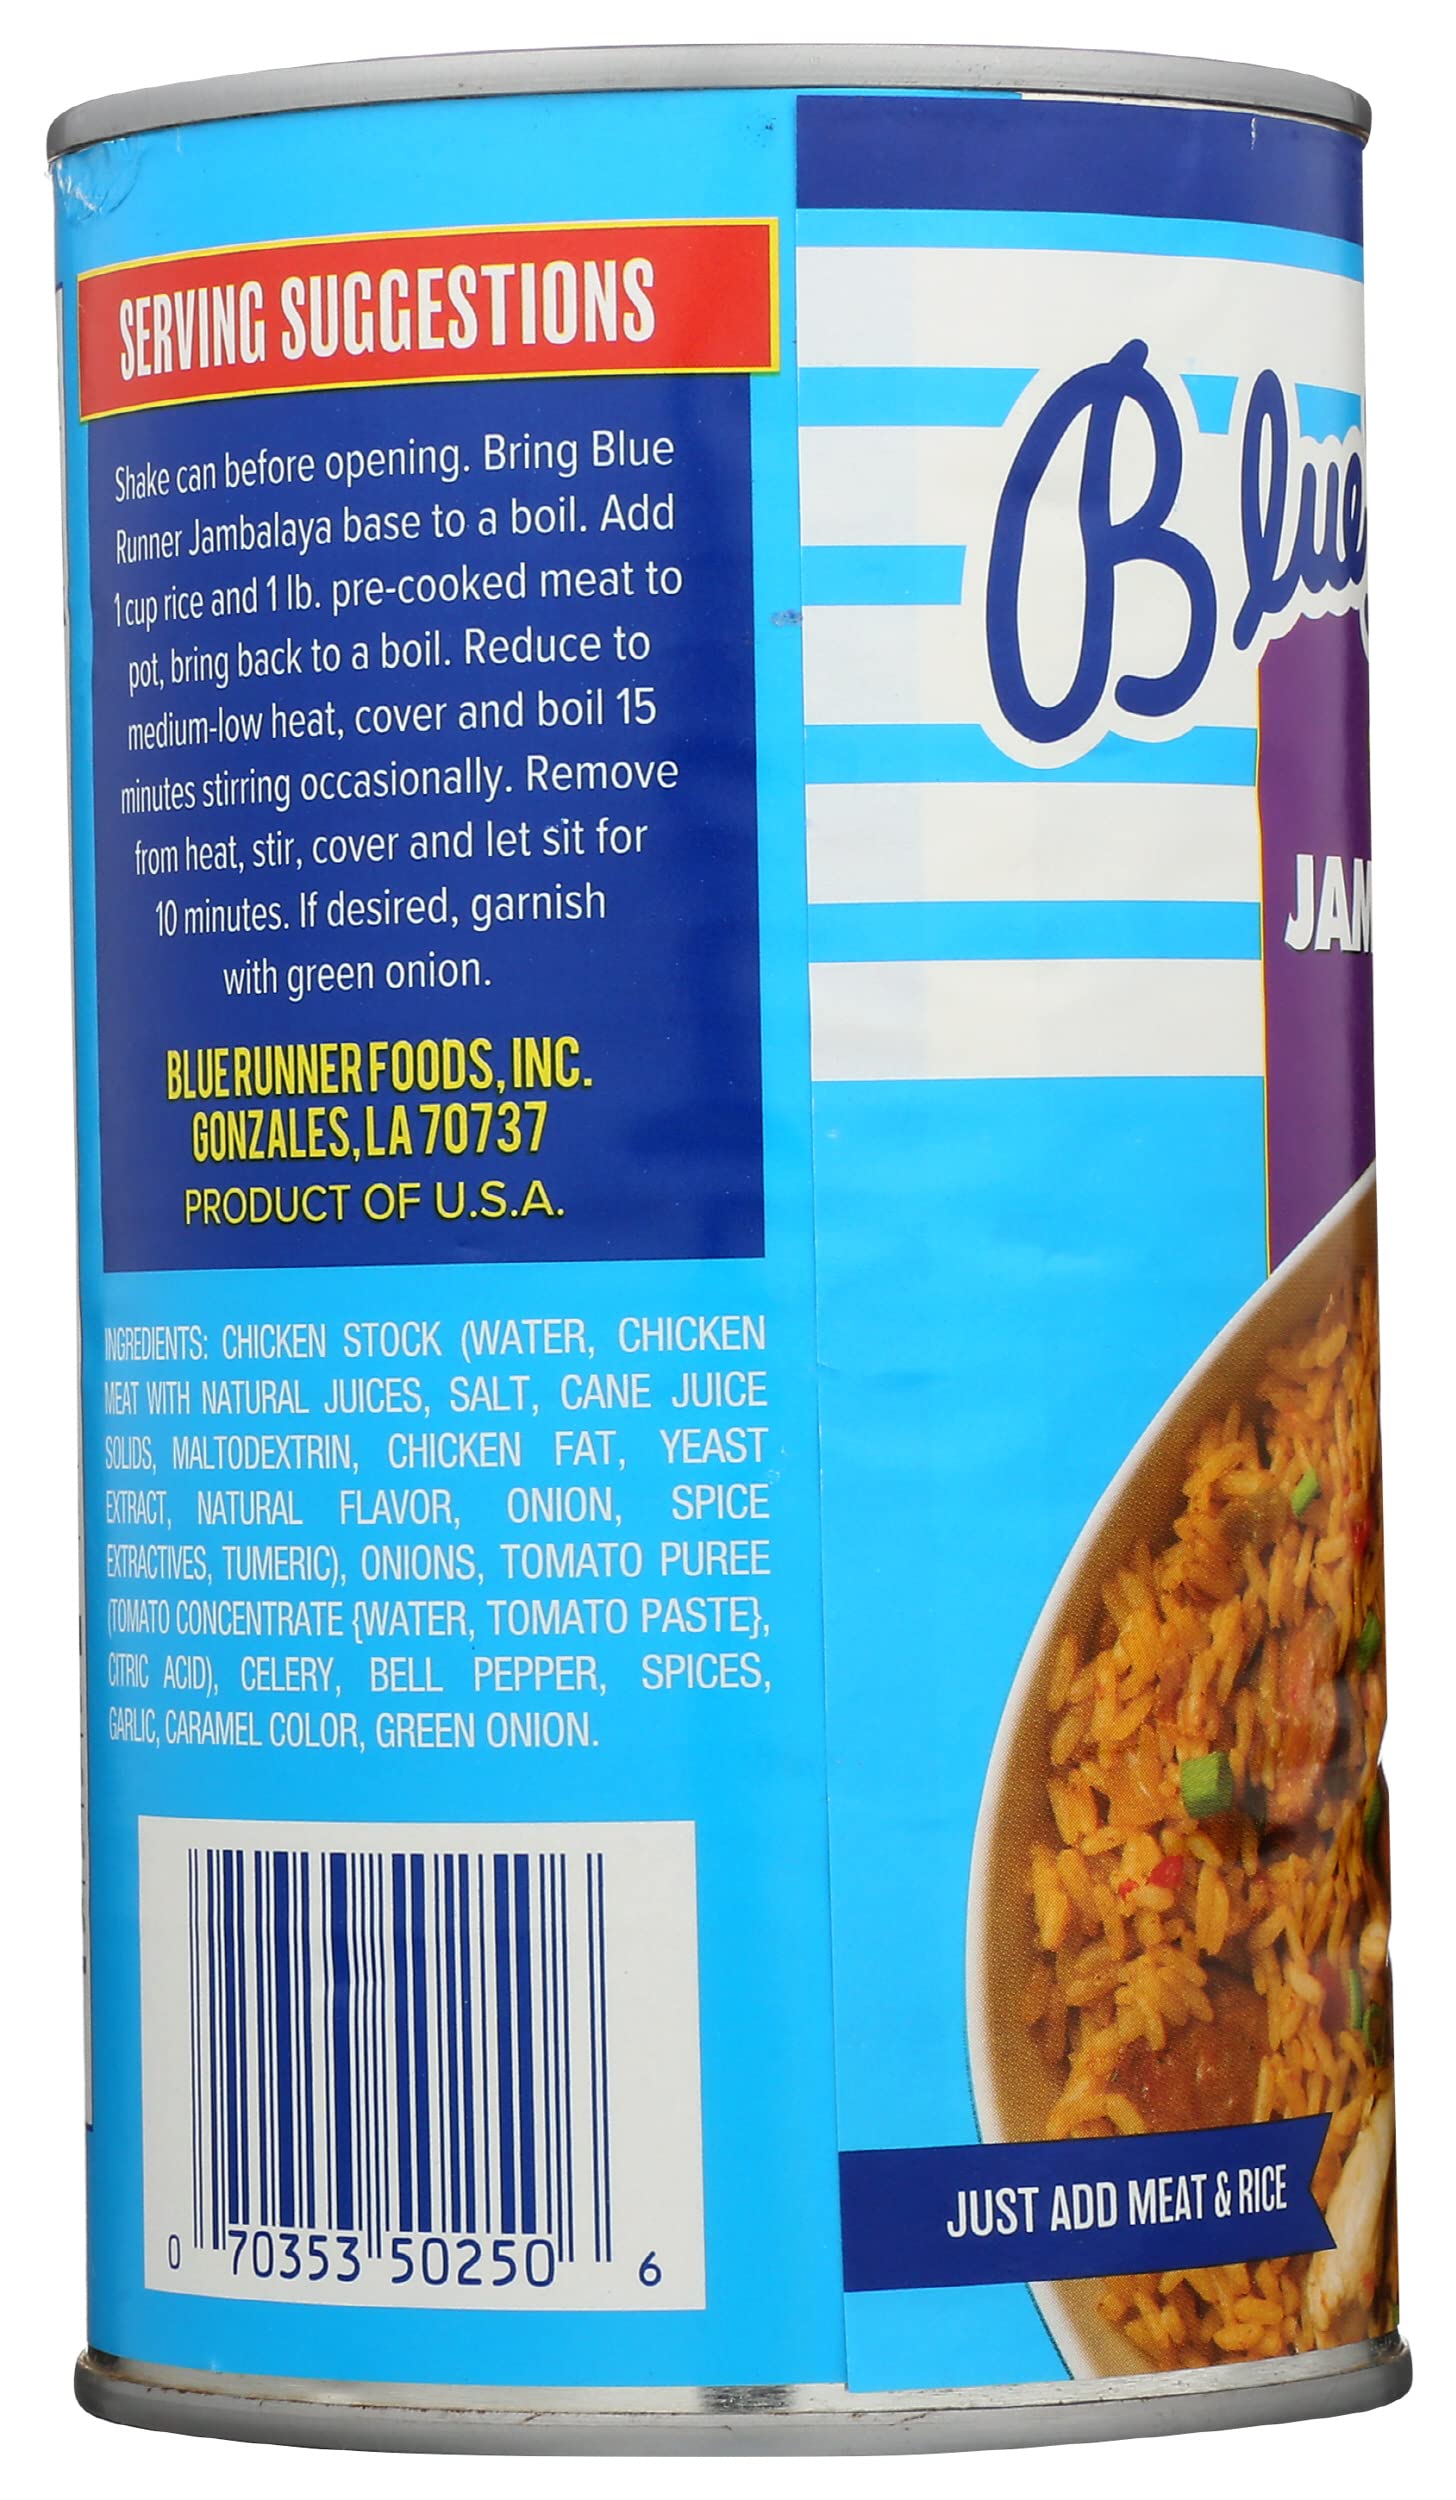 SERVING SUGGESTIONS
Shake can before opening. Bring Blue
Runner Jambalaya base to a boil. Add
1 cup rice and 1 lb. pre-cooked meat to
pot, bring back to a boil. Reduce to
medium-low heat, cover and boil 15
minutes stirring occasionally. Remove
from heat, stir, cover and let sit for
10 minutes. If desired, garnish
with green onion.
BLUE RUNNER FOODS, INC.
GONZALES, LA 70737
PRODUCT OF U.S.A.
INGREDIENTS: CHICKEN STOCK (WATER, CHICKEN
MEAT WITH NATURAL JUICES, SALT, CANE JUICE
SOLIDS, MALTODEXTRIN, CHICKEN FAT, YEAST
EXTRACT, NATURAL FLAVOR, ONION, SPICE
EXTRACTIVES, TUMERIC), ONIONS, TOMATO PUREE
(TOMATO CONCENTRATE {WATER, TOMATO PASTE},
CITRIC ACID), CELERY, BELL PEPPER, SPICES,
GARLIC, CARAMEL COLOR, GREEN ONION.
0 70353 50250 6
Blue
JAM
JUST ADD MEAT & RICE